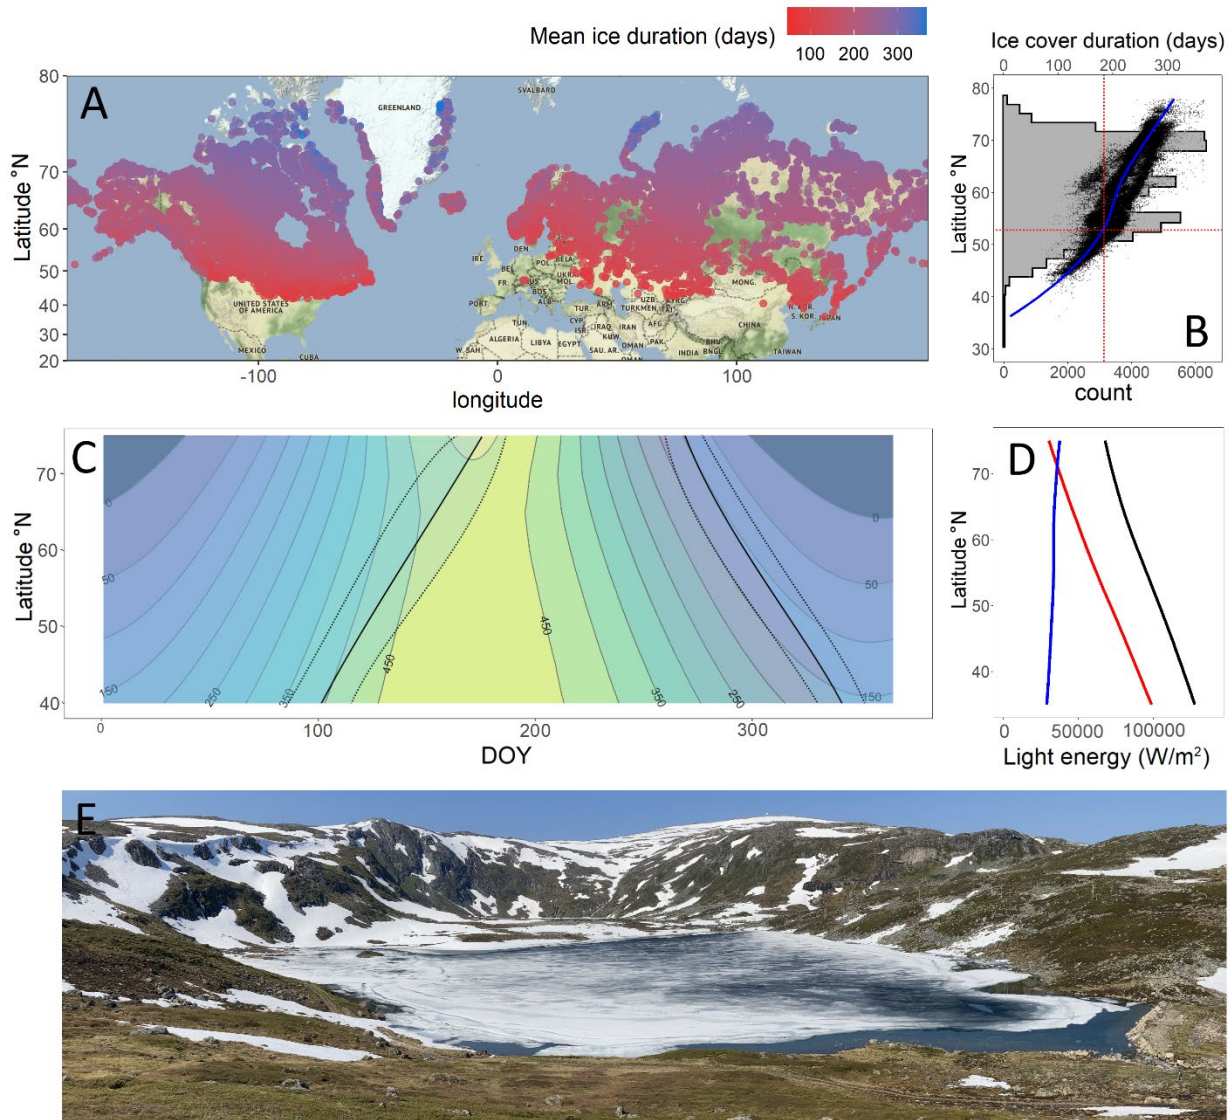 Mean ice duration (days)
100 200 300
A
Latitude °N
80
70
60
50
40
30
20
SVALBARD
GREENLAND
IRE.
DEN.
POL.
BELA.
FR.
UKR.
MOL.
BOS.
ALB.
PORT.
TUR.
ARM.
UZB.
TURKMEN.
MONG.
CYP.
ISR.
IRAQ
IRAN
AFG.
CHINA
S. KOR.
JAPAN
TUN.
KUW.
PAK.
BHU.
ALGERIA
LIBYA
EGYPT
SAU. AR.
OMAN
INDIA
BNGL.
TAIWAN
W. SAH.
UNITED STATES
OF AMERICA
MEXICO
CUBA
-100 0 100
longitude
Ice cover duration (days)
0 100 200 300
B
Latitude °N
80
70
60
50
40
30
0 2000 4000 6000
count
C
Latitude °N
70
60
50
40
0
50
150
250
350
450
450
350
250
150
50
0
0 100 200 300
DOY
D
Latitude °N
70
60
50
40
0 50000 100000
Light energy (W/m²)
E